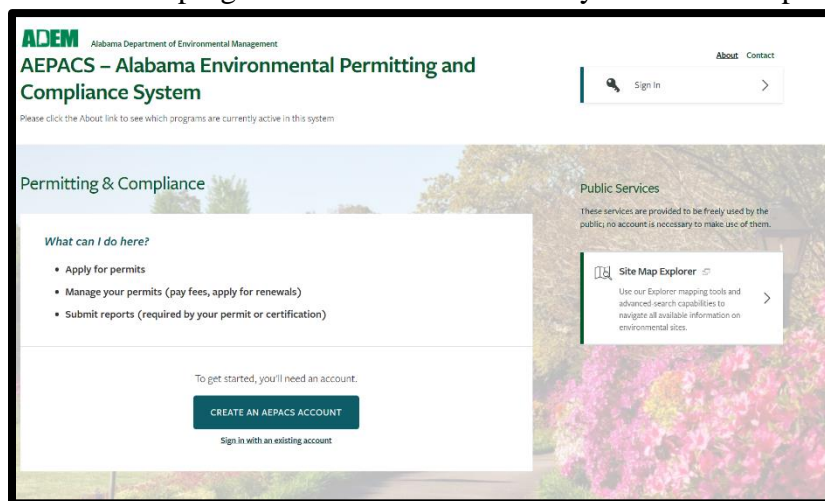 ADEM Alabama Department of Environmental Management
AEPACS – Alabama Environmental Permitting and
Compliance System
Please click the About link to see which programs are currently active in this system
About Contact
Sign In
Permitting & Compliance
What can I do here?
• Apply for permits
• Manage your permits (pay fees, apply for renewals)
• Submit reports (required by your permit or certification)
To get started, you'll need an account.
CREATE AN AEPACS ACCOUNT
Sign in with an existing account
Public Services
These services are provided to be freely used by the
public; no account is necessary to make use of them.
Site Map Explorer
Use our Explorer mapping tools and
advanced search capabilities to
navigate all available information on
environmental sites.